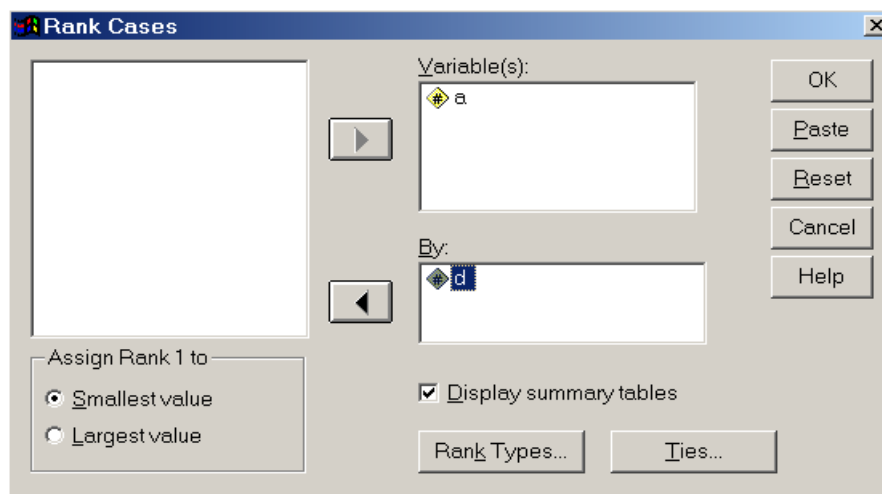 Rank Cases
Variable(s):
# a
By:
# d
Assign Rank 1 to
Smallest value
Largest value
Display summary tables
Rank Types...
Ties...
OK
Paste
Reset
Cancel
Help